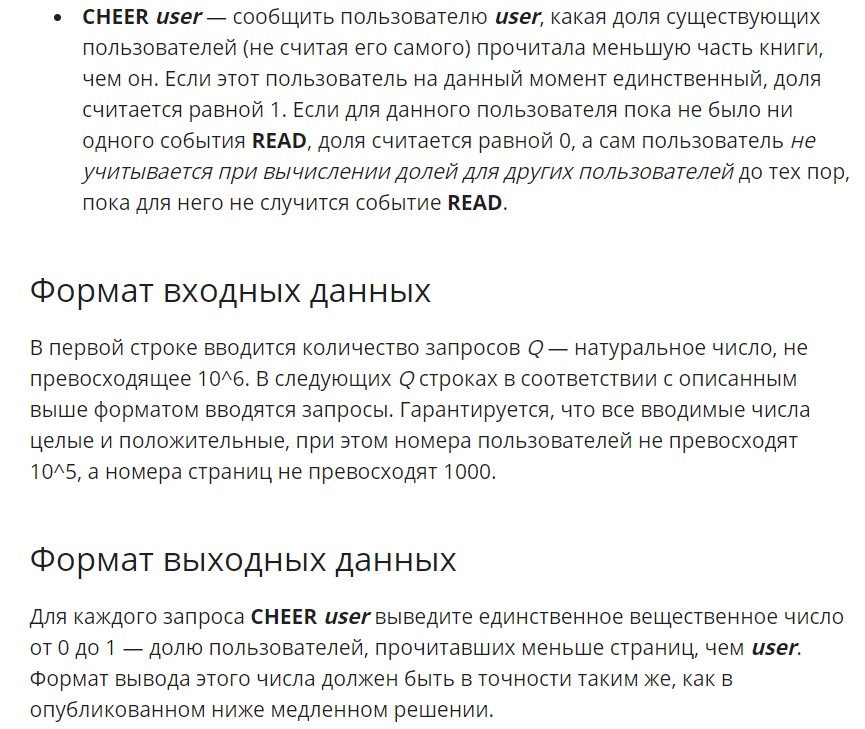 • CHEER user — сообщить пользователю user, какая доля существующих
пользователей (не считая его самого) прочитала меньшую часть книги,
чем он. Если этот пользователь на данный момент единственный, доля
считается равной 1. Если для данного пользователя пока не было ни
одного события READ, доля считается равной 0, а сам пользователь не
учитывается при вычислении долей для других пользователей до тех пор,
пока для него не случится событие READ.
Формат входных данных
В первой строке вводится количество запросов Q — натуральное число, не
превосходящее 10^6. В следующих Q строках в соответствии с описанным
выше форматом вводятся запросы. Гарантируется, что все вводимые числа
целые и положительные, при этом номера пользователей не превосходят
10^5, а номера страниц не превосходят 1000.
Формат выходных данных
Для каждого запроса CHEER user выведите единственное вещественное число
от 0 до 1 — долю пользователей, прочитавших меньше страниц, чем user.
Формат вывода этого числа должен быть в точности таким же, как в
опубликованном ниже медленном решении.